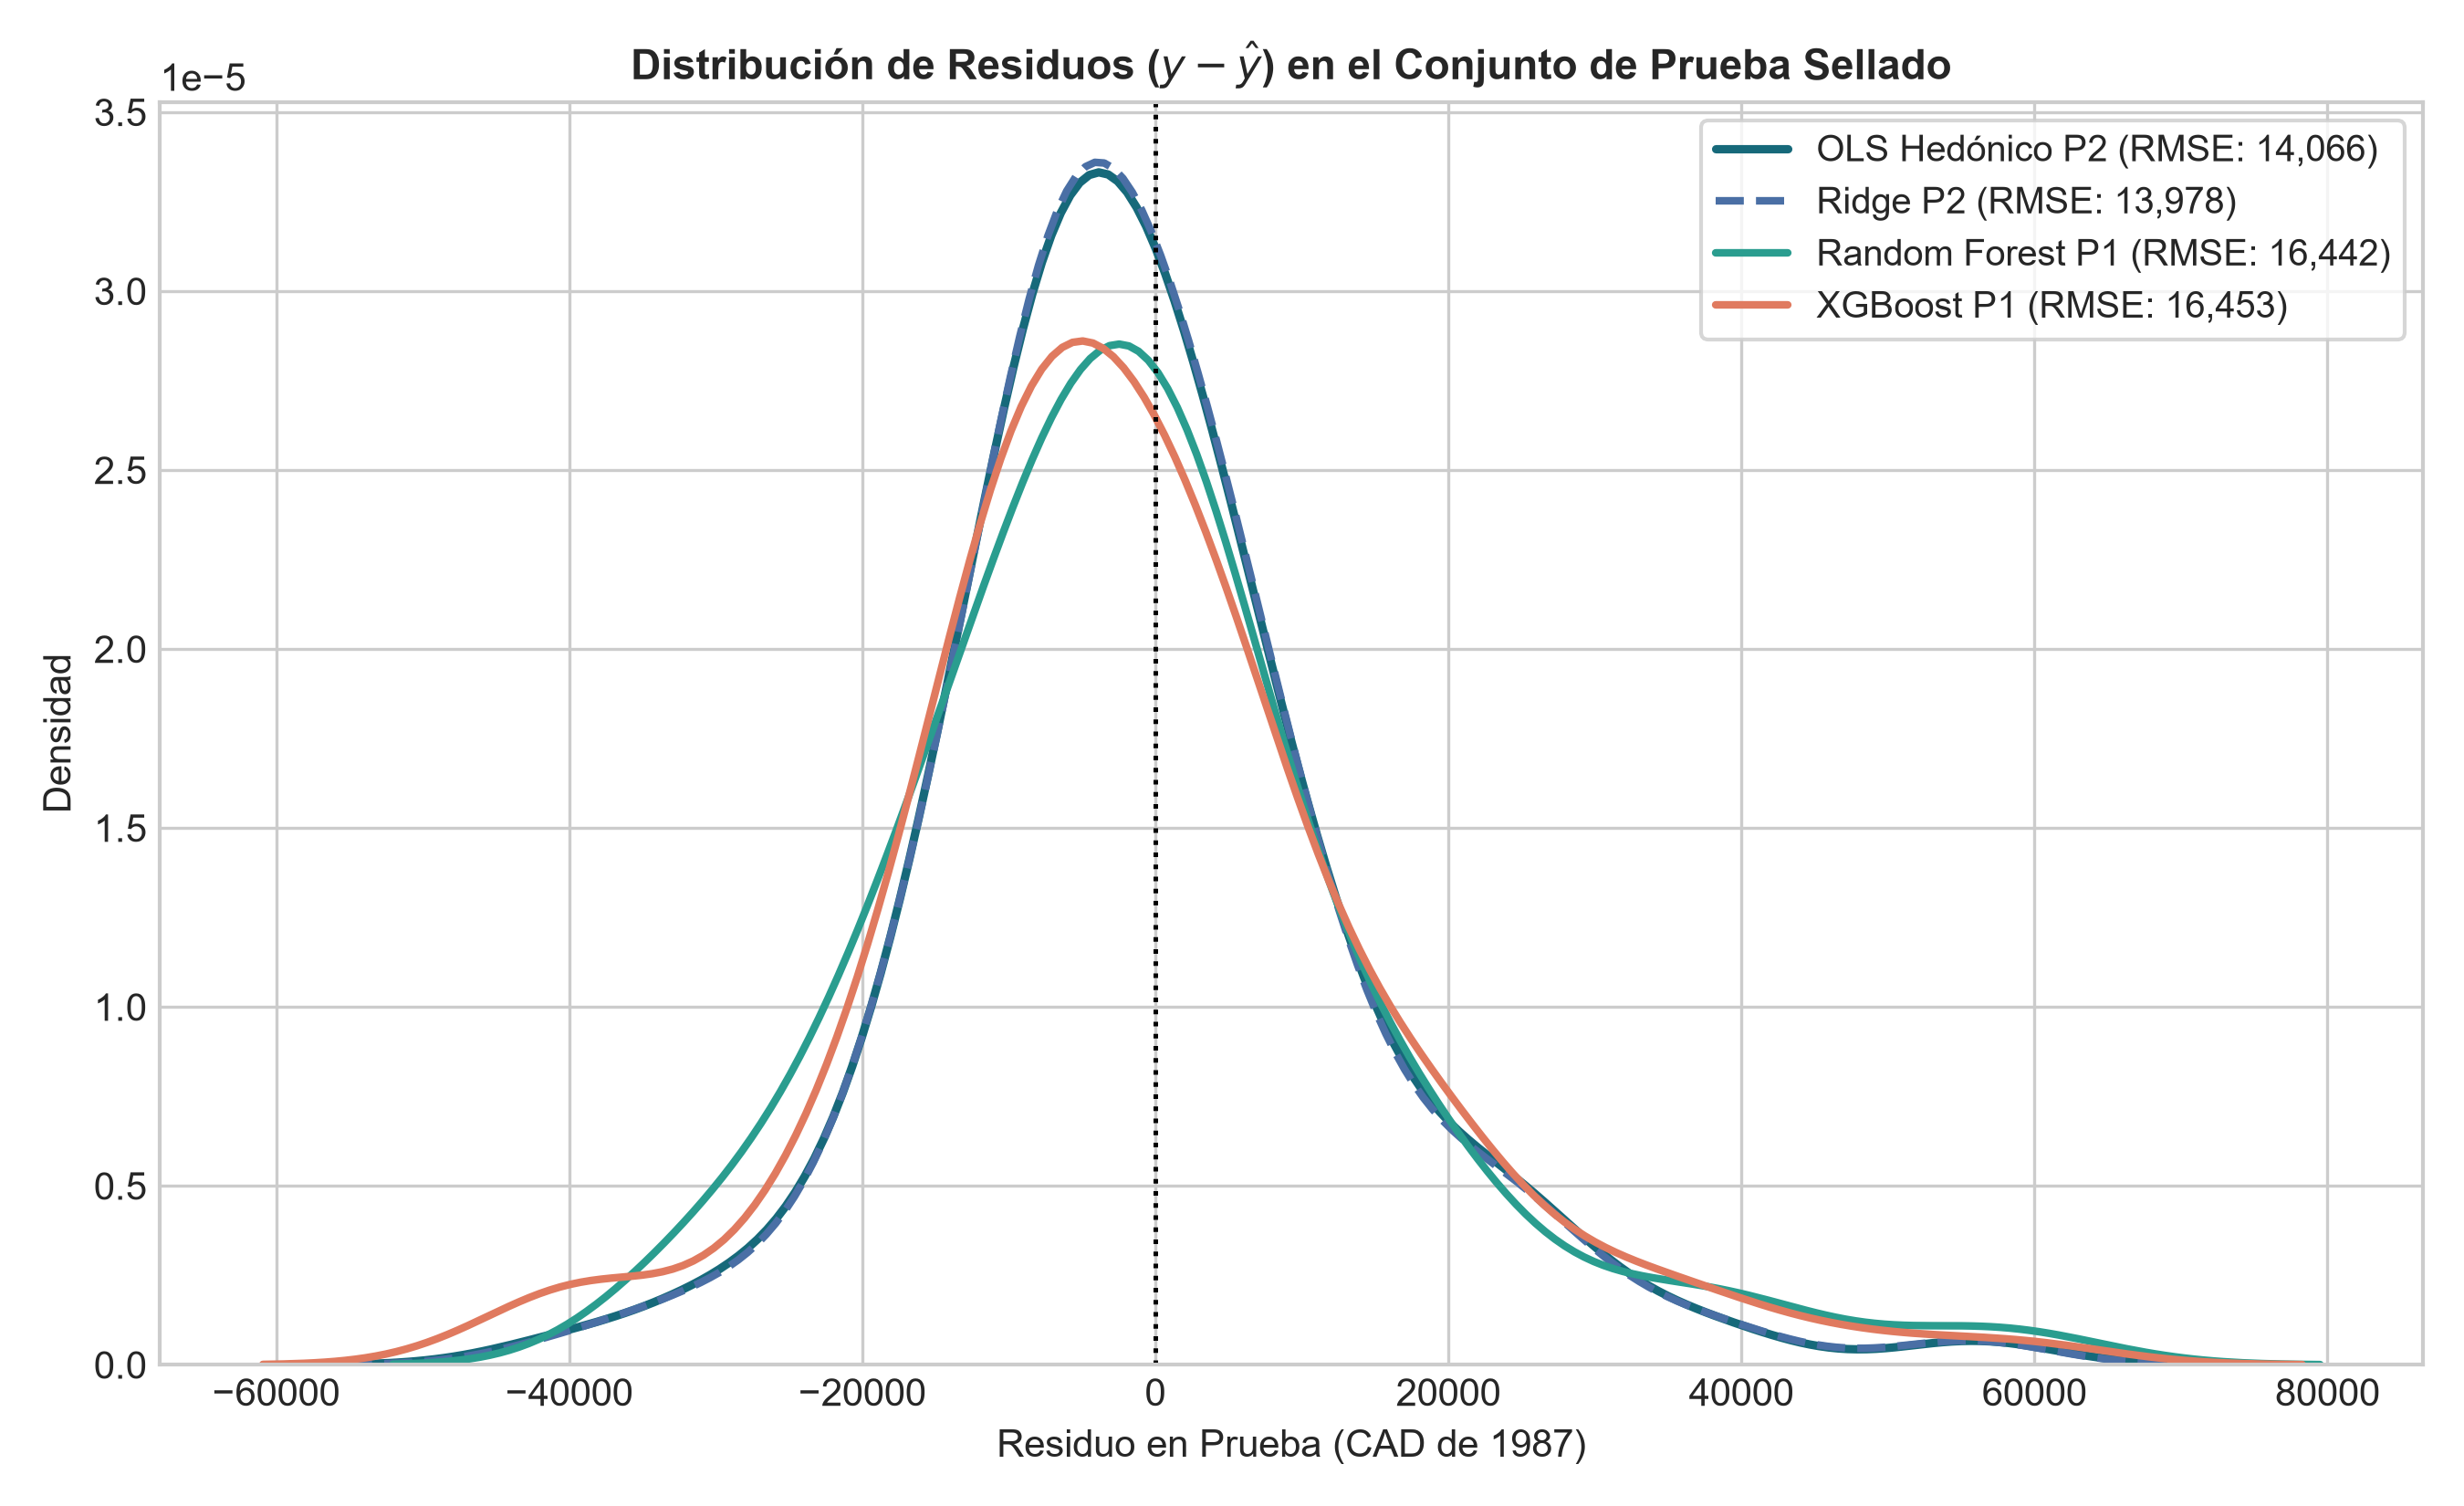 Distribución de Residuos (y − ŷ) en el Conjunto de Prueba Sellado
1e−5
3.5
3.0
2.5
2.0
1.5
1.0
0.5
0.0
Densidad
OLS Hedónico P2 (RMSE: 14,066)
Ridge P2 (RMSE: 13,978)
Random Forest P1 (RMSE: 16,442)
XGBoost P1 (RMSE: 16,453)
−60000 −40000 −20000 0 20000 40000 60000 80000
Residuo en Prueba (CAD de 1987)